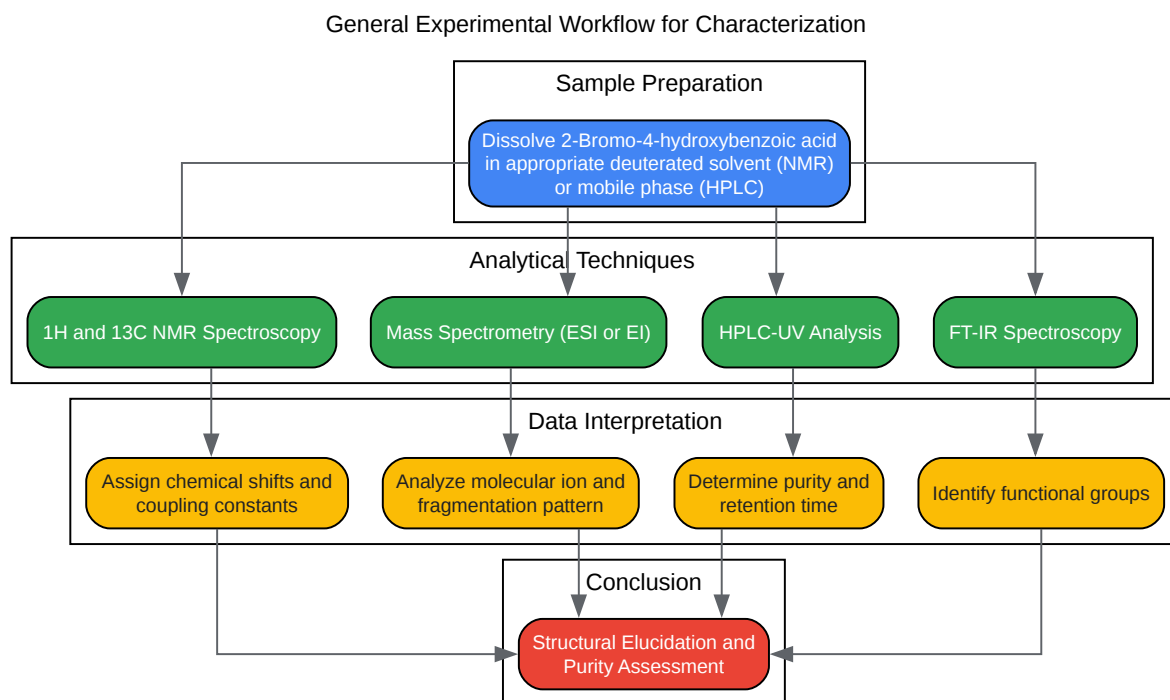 General Experimental Workflow for Characterization
Sample Preparation
Dissolve 2-Bromo-4-hydroxybenzoic acid
in appropriate deuterated solvent (NMR)
or mobile phase (HPLC)
Analytical Techniques
1H and 13C NMR Spectroscopy
Mass Spectrometry (ESI or EI)
HPLC-UV Analysis
FT-IR Spectroscopy
Data Interpretation
Assign chemical shifts and
coupling constants
Analyze molecular ion and
fragmentation pattern
Determine purity and
retention time
Identify functional groups
Conclusion
Structural Elucidation and
Purity Assessment